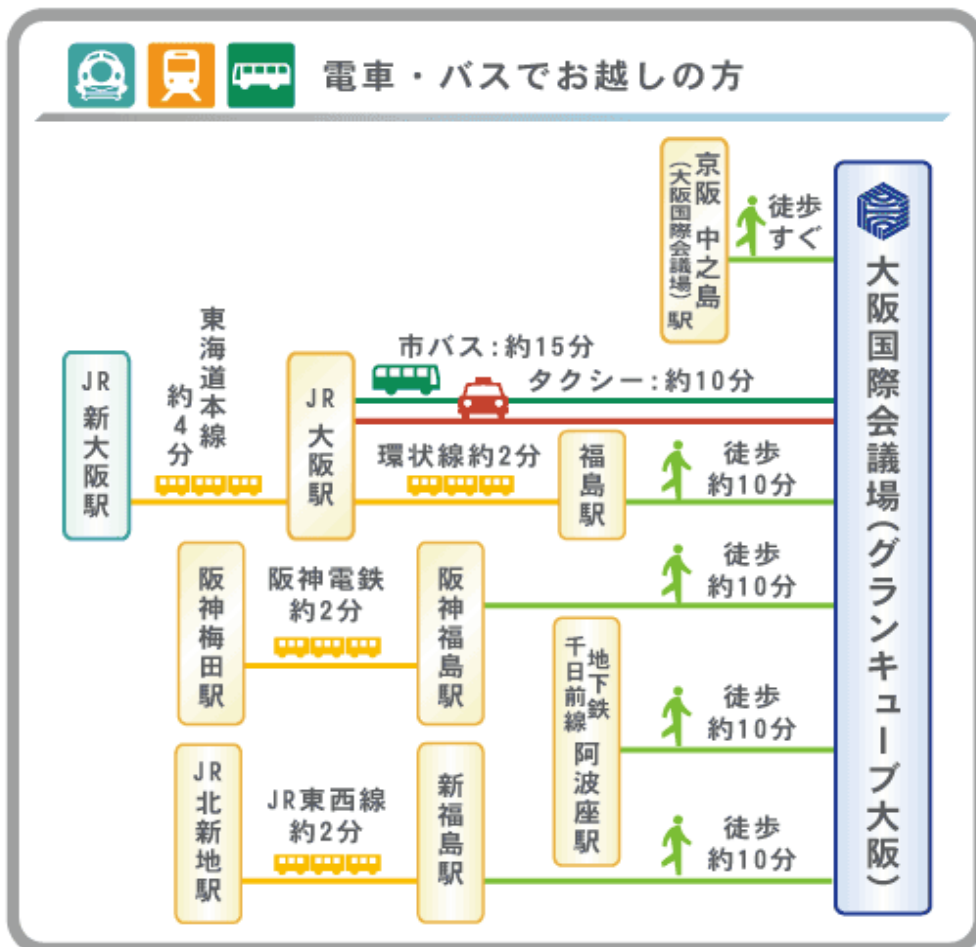 電車・バスでお越しの方
京阪 中之島
(大阪国際会議場)駅
徒歩
すぐ
大阪国際会議場(グランキューブ大阪)
JR 新大阪駅
東海道本線
約4分
JR 大阪駅
市バス:約15分
タクシー:約10分
環状線約2分
福島駅
徒歩
約10分
阪神梅田駅
阪神電鉄
約2分
阪神福島駅
徒歩
約10分
地下鉄
千日前線
阿波座駅
徒歩
約10分
JR 北新地駅
JR東西線
約2分
新福島駅
徒歩
約10分